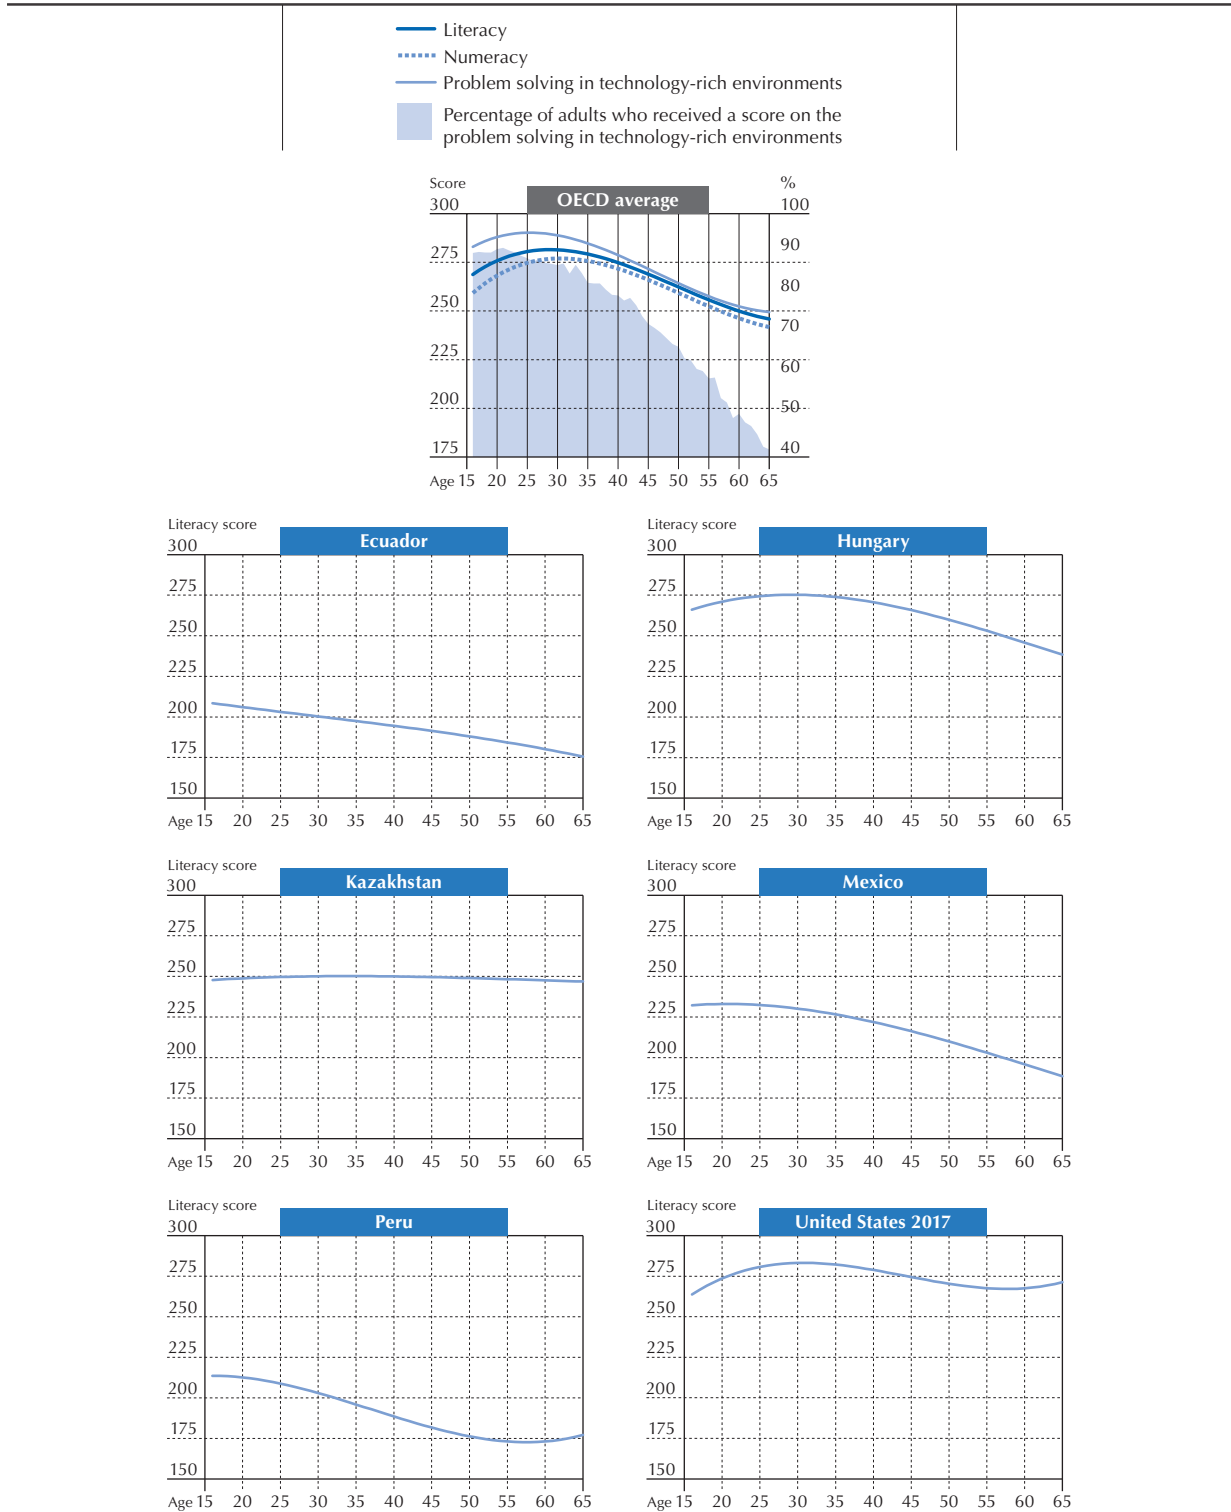 Literacy
Numeracy
Problem solving in technology-rich environments
Percentage of adults who received a score on the
problem solving in technology-rich environments
Score %
OECD average
300 100
275 90
80
250
70
225
60
200 50
175 40
Age 15 20 25 30 35 40 45 50 55 60 65
Literacy score
Ecuador
300
275
250
225
200
175
150
Age 15 20 25 30 35 40 45 50 55 60 65
Literacy score
Hungary
300
275
250
225
200
175
150
Age 15 20 25 30 35 40 45 50 55 60 65
Literacy score
Kazakhstan
300
275
250
225
200
175
150
Age 15 20 25 30 35 40 45 50 55 60 65
Literacy score
Mexico
300
275
250
225
200
175
150
Age 15 20 25 30 35 40 45 50 55 60 65
Literacy score
Peru
300
275
250
225
200
175
150
Age 15 20 25 30 35 40 45 50 55 60 65
Literacy score
United States 2017
300
275
250
225
200
175
150
Age 15 20 25 30 35 40 45 50 55 60 65